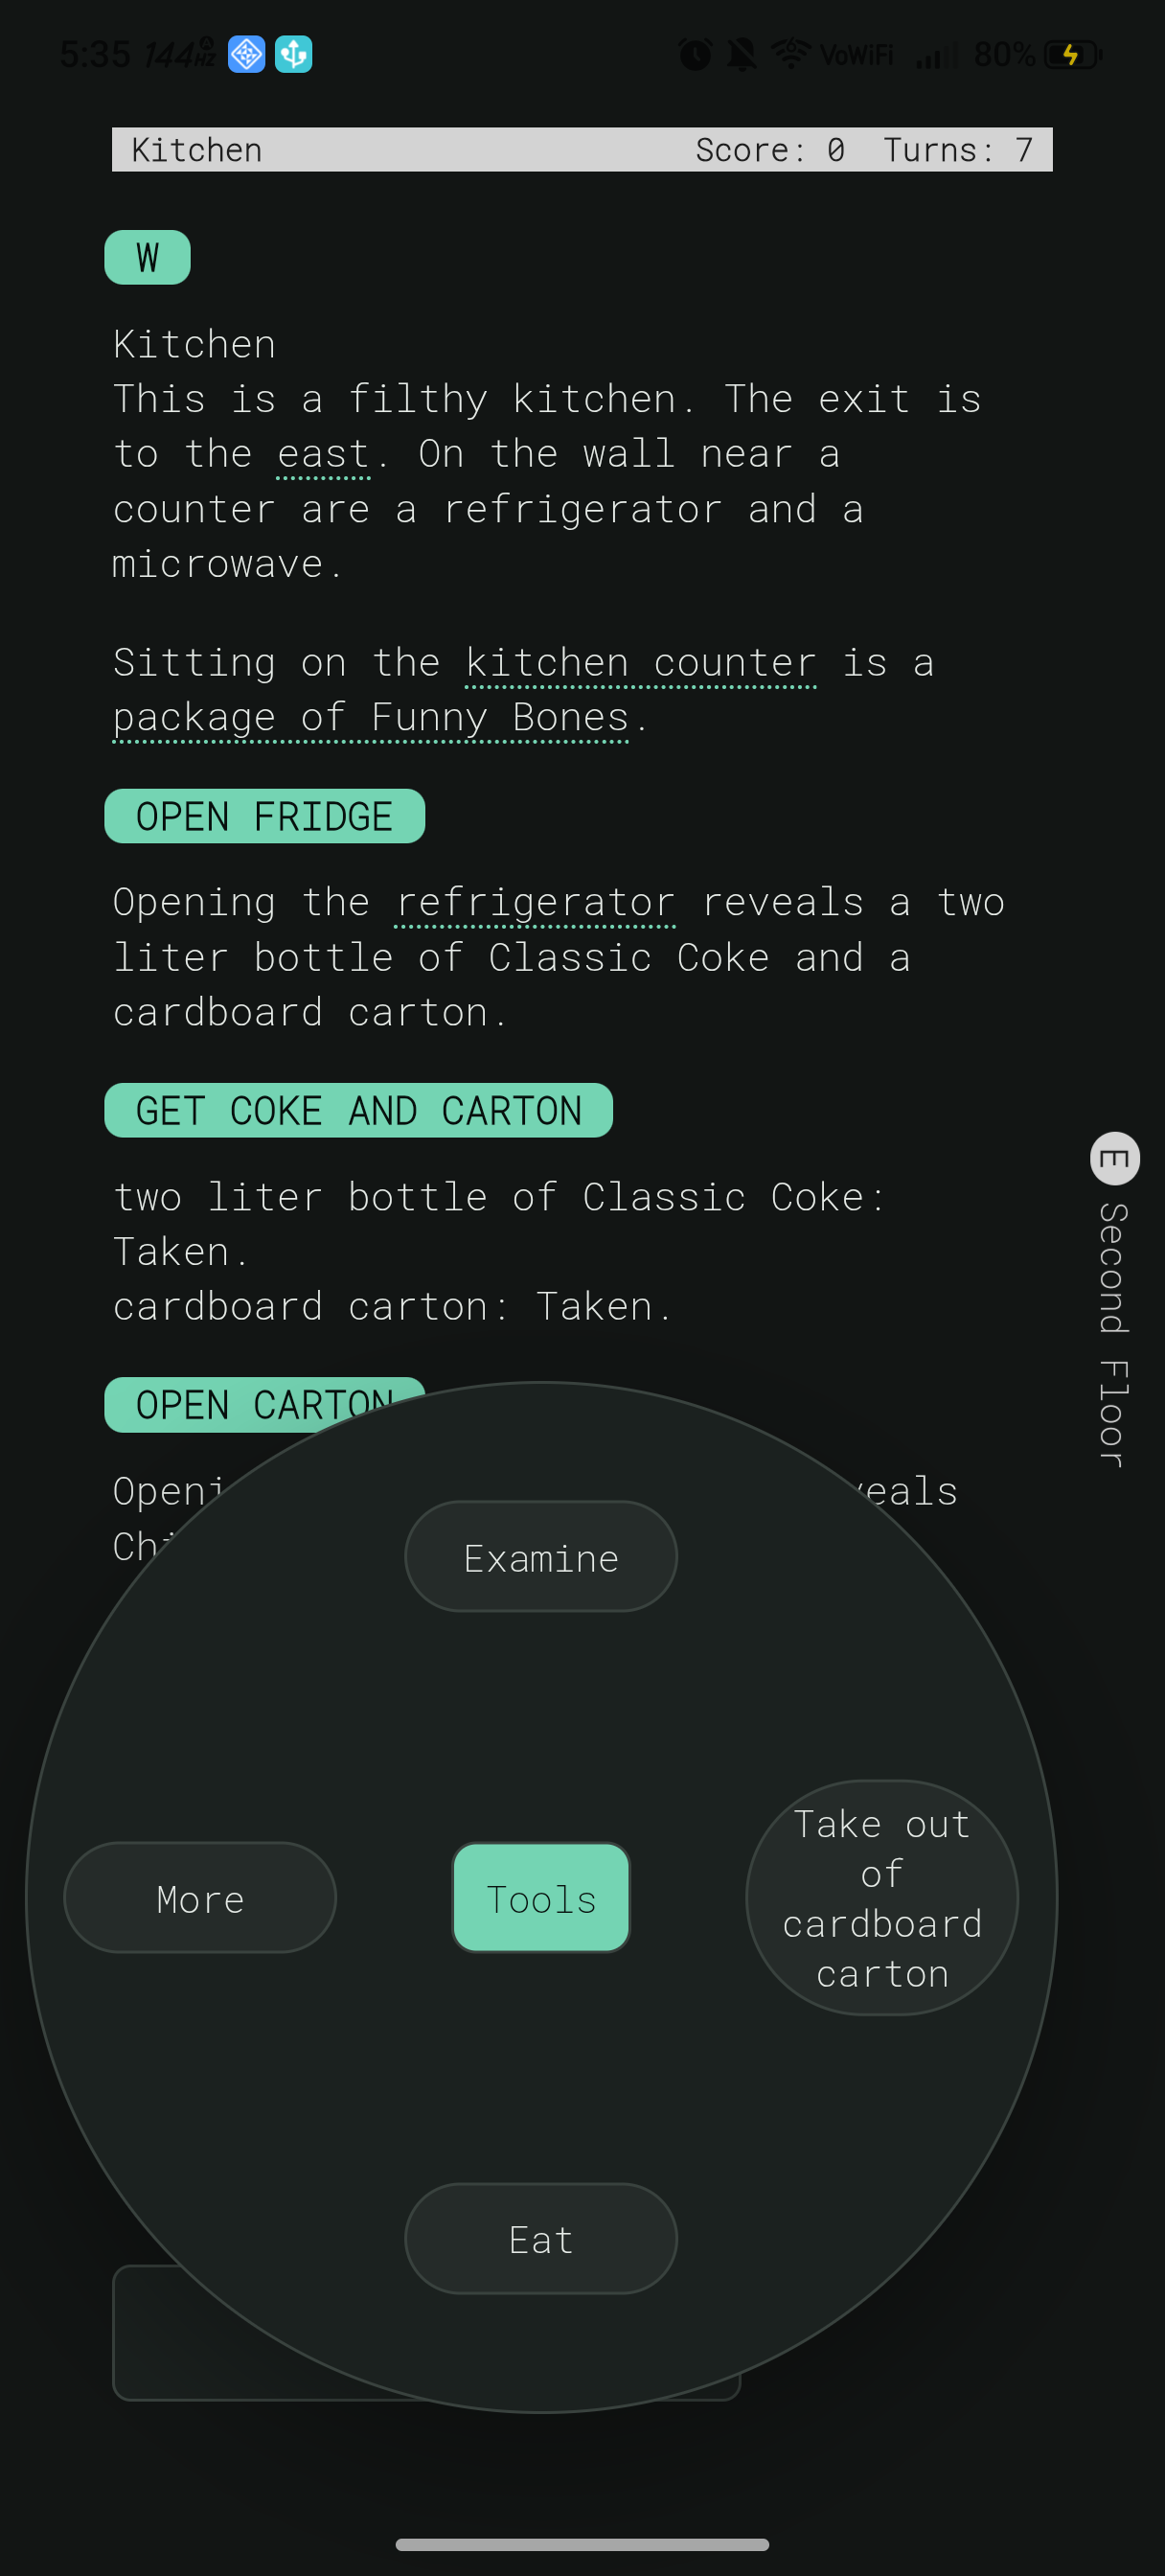 5:35 144Hz VoWiFi 80%
Kitchen Score: 0 Turns: 7
W
Kitchen
This is a filthy kitchen. The exit is
to the east. On the wall near a
counter are a refrigerator and a
microwave.
Sitting on the kitchen counter is a
package of Funny Bones.
OPEN FRIDGE
Opening the refrigerator reveals a two
liter bottle of Classic Coke and a
cardboard carton.
GET COKE AND CARTON
two liter bottle of Classic Coke:
Taken.
cardboard carton: Taken.
E Second Floor
OPEN CARTON
Examine
More
Tools
Take out
of
cardboard
carton
Eat